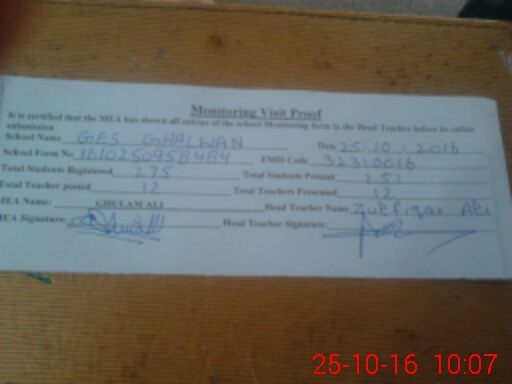 Monitoring Visit Proof
It is certified that the MEA has shown all entries of the school Monitoring form to the Head Teacher before its online
submission
School Name GES GHALWAN Date 25.10.2016
School Form No EMIS Code 32310016
Total Students Registered 275 Total Students Present 251
Total Teacher posted 12 Total Teachers Presented 12
MEA Name: GHULAM ALI Head Teacher Name Zulfiqar Ali
MEA Signature: Head Teacher Signature:
25-10-16 10:07